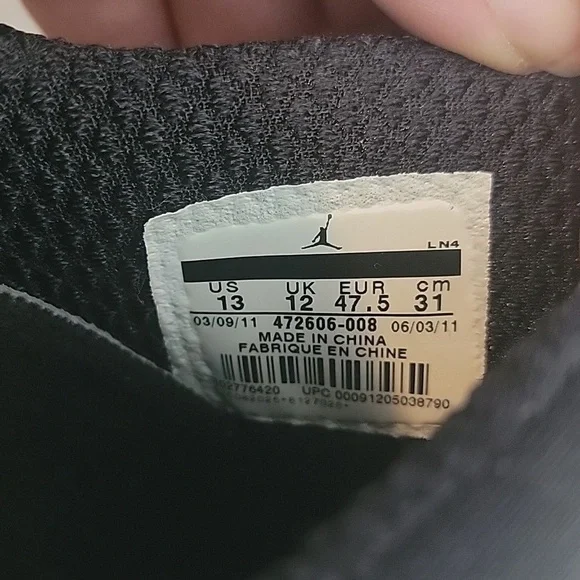 LN4
US UK EUR cm
13 12 47.5 31
03/09/11 472606-008 06/03/11
MADE IN CHINA
FABRIQUE EN CHINE
UPC 00091205038790